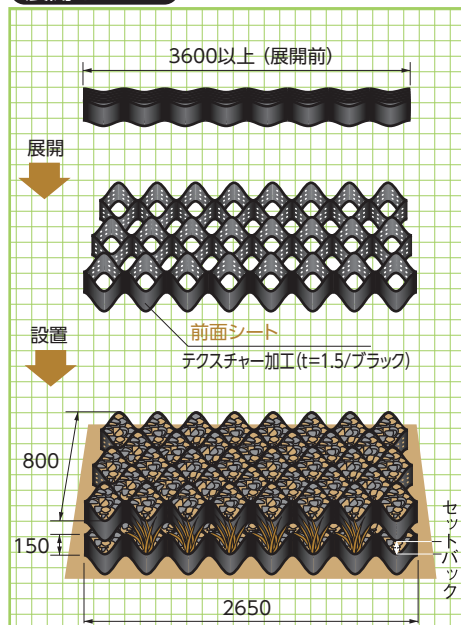 3600以上（展開前）
展開
前面シート
テクスチャー加工(t=1.5/ブラック)
設置
800
150
セットバック
2650